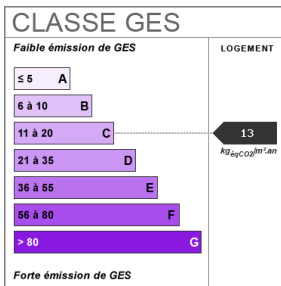 CLASSE GES
Faible émission de GES
LOGEMENT
≤ 5 A
6 à 10 B
11 à 20 C
13
kgéqCO2/m².an
21 à 35 D
36 à 55 E
56 à 80 F
> 80 G
Forte émission de GES